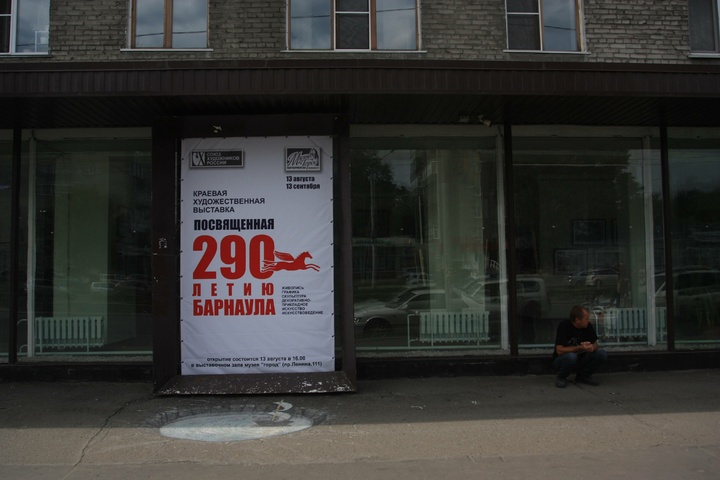 СОЮЗ
ХУДОЖНИКОВ
РОССИИ
13 августа
13 сентября
КРАЕВАЯ
ХУДОЖЕСТВЕННАЯ
ВЫСТАВКА
ПОСВЯЩЕННАЯ
290
ЛЕТИЮ
БАРНАУЛА
ЖИВОПИСЬ
ГРАФИКА
СКУЛЬПТУРА
ДЕКОРАТИВНО-
ПРИКЛАДНОЕ
ИСКУССТВО
ИСКУССТВОВЕДЕНИЕ
открытие состоится 13 августа в 16.00
в выставочном зале музея "город" (пр.Ленина,111)